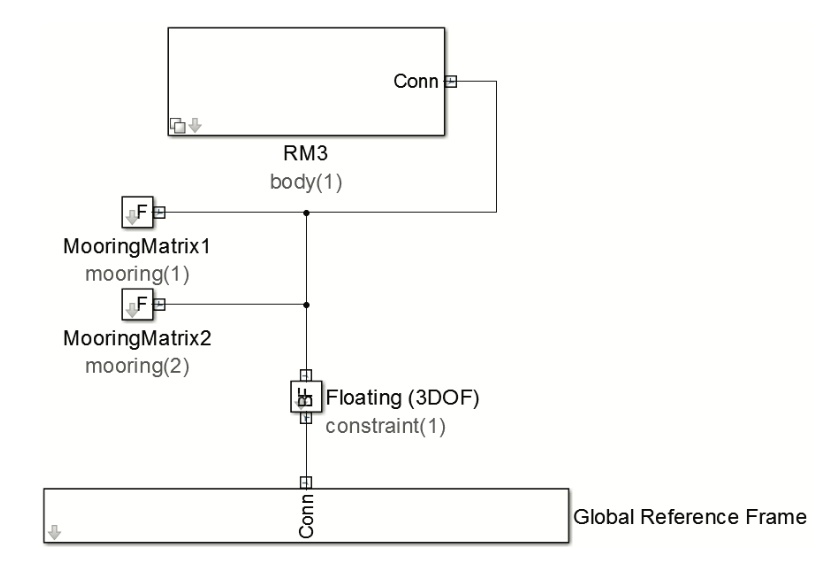 Conn
RM3
body(1)
F
MooringMatrix1
mooring(1)
F
MooringMatrix2
mooring(2)
B F
Floating (3DOF)
constraint(1)
Conn
Global Reference Frame